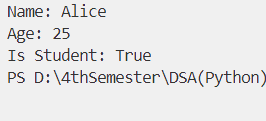 Name: Alice
Age: 25
Is Student: True
PS D:\4thSemester\DSA(Python)